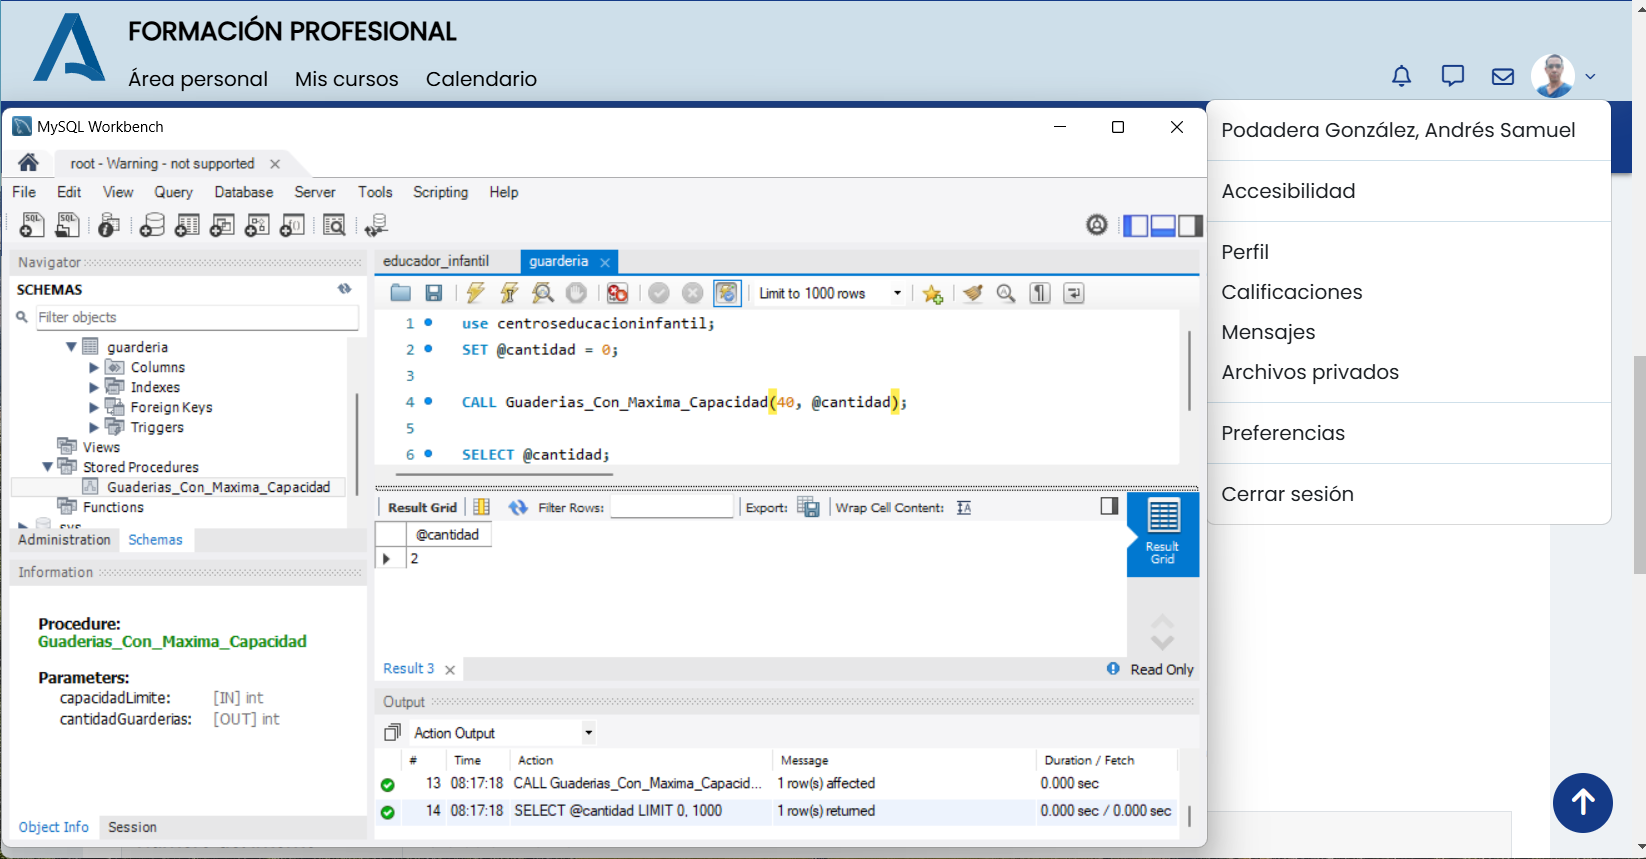 FORMACIÓN PROFESIONAL
Área personal Mis cursos Calendario
Podadera González, Andrés Samuel
Accesibilidad
Perfil
Calificaciones
Mensajes
Archivos privados
Preferencias
Cerrar sesión
MySQL Workbench
root - Warning - not supported
File Edit View Query Database Server Tools Scripting Help
Navigator
SCHEMAS
Filter objects
guarderia
Columns
Indexes
Foreign Keys
Triggers
Views
Stored Procedures
Guaderias_Con_Maxima_Capacidad
Functions
sys
Administration Schemas
Information
Procedure:
Guaderias_Con_Maxima_Capacidad
Parameters:
capacidadLimite: [IN] int
cantidadGuarderias: [OUT] int
Object Info Session
educador_infantil guarderia
Limit to 1000 rows
1 use centroseducacioninfantil;
2 SET @cantidad = 0;
3
4 CALL Guaderias_Con_Maxima_Capacidad(40, @cantidad);
5
6 SELECT @cantidad;
Result Grid Filter Rows: Export: Wrap Cell Content:
@cantidad
2
Result Grid
Result 3 Read Only
Output
Action Output
# Time Action Message Duration / Fetch
13 08:17:18 CALL Guaderias_Con_Maxima_Capacid... 1 row(s) affected 0.000 sec
14 08:17:18 SELECT @cantidad LIMIT 0, 1000 1 row(s) returned 0.000 sec / 0.000 sec